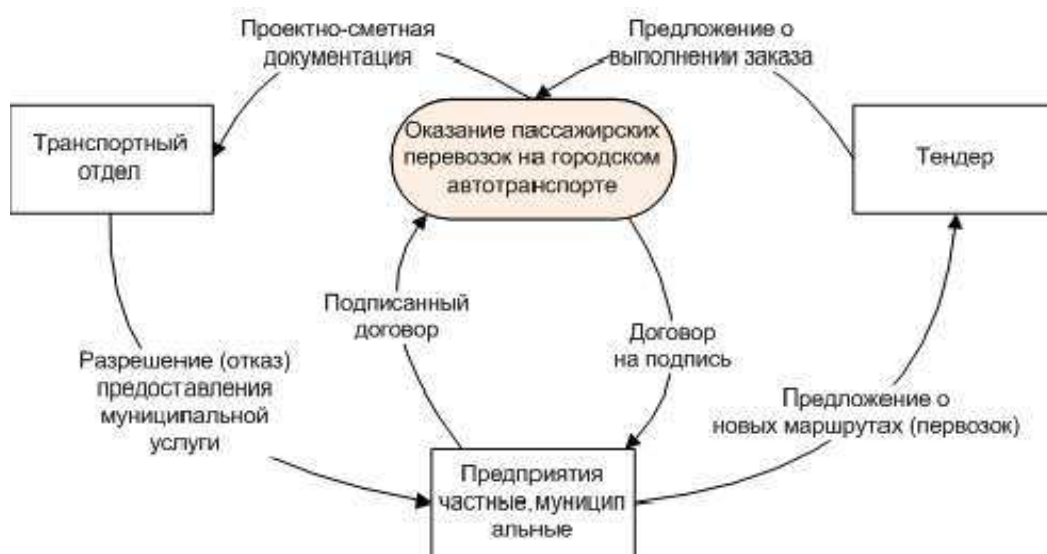 Проектно-сметная
документация
Предложение о
выполнении заказа
Транспортный
отдел
Оказание пассажирских
перевозок на городском
автотранспорте
Тендер
Подписанный
договор
Договор
на подпись
Разрешение (отказ)
предоставления
муниципальной
услуги
Предложение о
новых маршрутах (первозок)
Предприятия
частные,муницип
альные